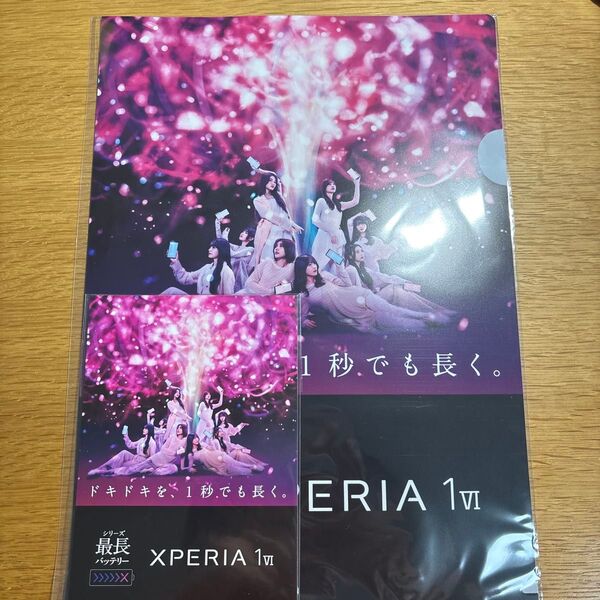 1秒でも長く。
PERIA 1VI
ドキドキを、1秒でも長く。
シリーズ
最長
バッテリー
XPERIA 1VI